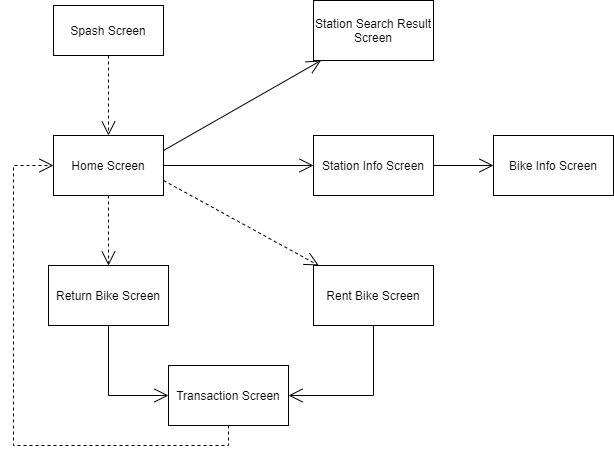 Spash Screen
Station Search Result
Screen
Home Screen
Station Info Screen
Bike Info Screen
Return Bike Screen
Rent Bike Screen
Transaction Screen